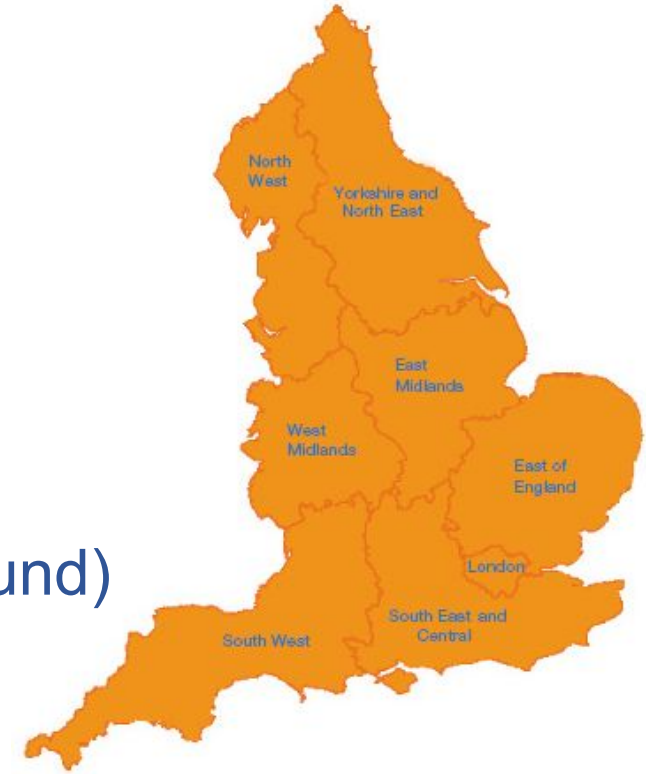 North
West
Yorkshire and
North East
East
Midlands
West
Midlands
East of
England
und)
London
South East and
Central
South West